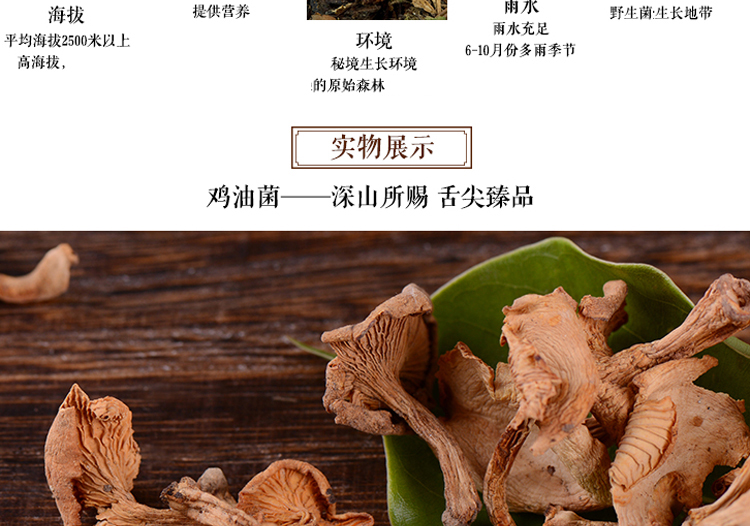 海拔
平均海拔2500米以上
高海拔,
提供营养
环境
秘境生长环境
的原始森林
雨水
雨水充足
6-10月份多雨季节
野生菌生长地带
实物展示
鸡油菌——深山所赐 舌尖臻品